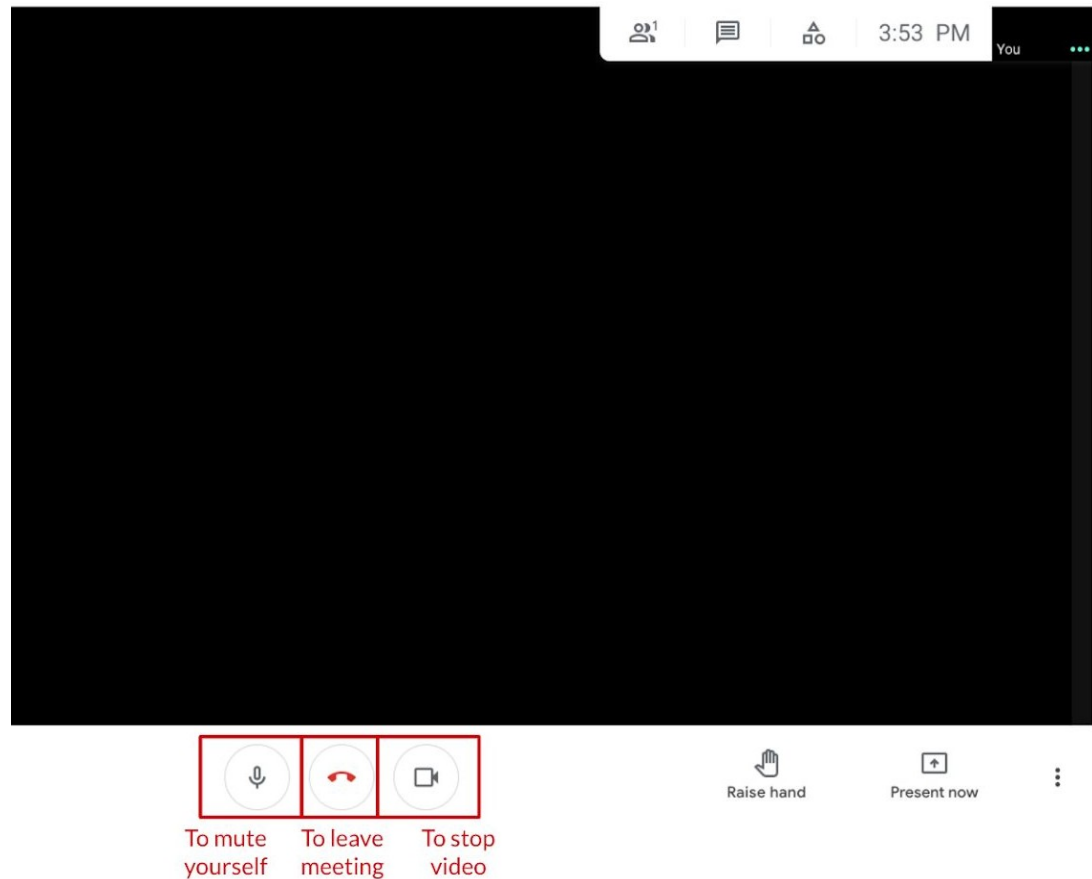 1
3:53 PM
You
Raise hand
Present now
To mute
yourself
To leave
meeting
To stop
video